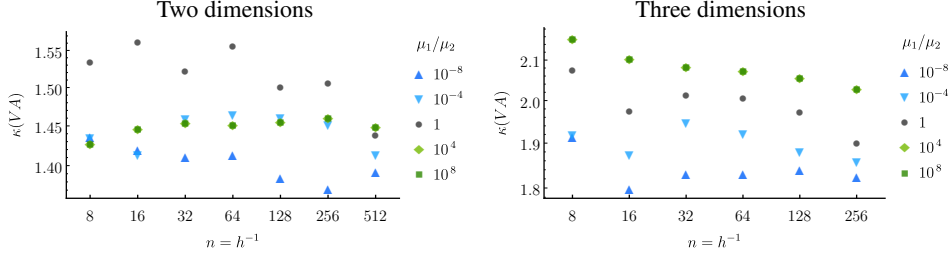 Two dimensions
κ(VA)
1.55
1.50
1.45
1.40
8 16 32 64 128 256 512
n = h⁻¹
μ₁/μ₂
10⁻⁸
10⁻⁴
1
10⁴
10⁸
Three dimensions
κ(VA)
2.1
2.0
1.9
1.8
8 16 32 64 128 256
n = h⁻¹
μ₁/μ₂
10⁻⁸
10⁻⁴
1
10⁴
10⁸